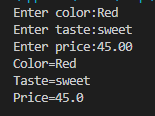 Enter color:Red
Enter taste:sweet
Enter price:45.00
Color=Red
Taste=sweet
Price=45.0